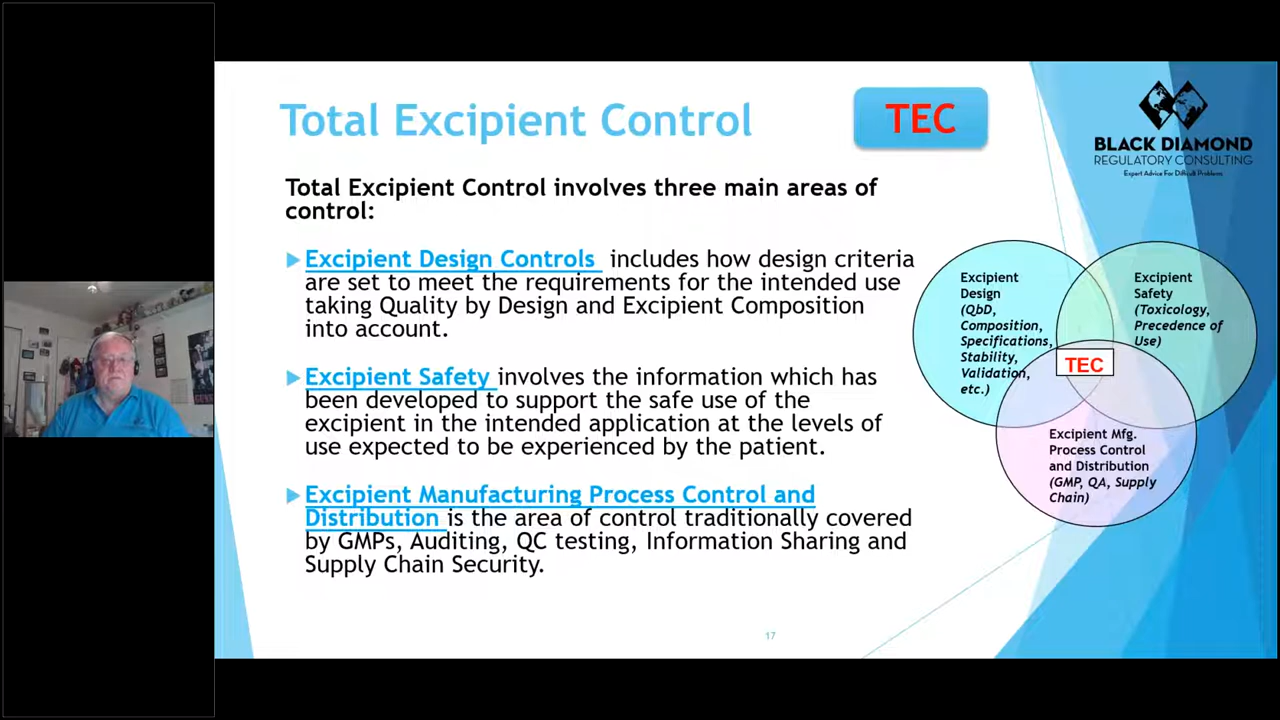 Total Excipient Control
TEC
BLACK DIAMOND
REGULATORY CONSULTING
Expert Advice For Difficult Problems
Total Excipient Control involves three main areas of
control:
Excipient Design Controls includes how design criteria
are set to meet the requirements for the intended use
taking Quality by Design and Excipient Composition
into account.
Excipient Safety involves the information which has
been developed to support the safe use of the
excipient in the intended application at the levels of
use expected to be experienced by the patient.
Excipient Manufacturing Process Control and
Distribution is the area of control traditionally covered
by GMPs, Auditing, QC testing, Information Sharing and
Supply Chain Security.
Excipient
Design
(QbD,
Composition,
Specifications,
Stability,
Validation,
etc.)
Excipient
Safety
(Toxicology,
Precedence of
Use)
TEC
Excipient Mfg.
Process Control
and Distribution
(GMP, QA, Supply
Chain)
17